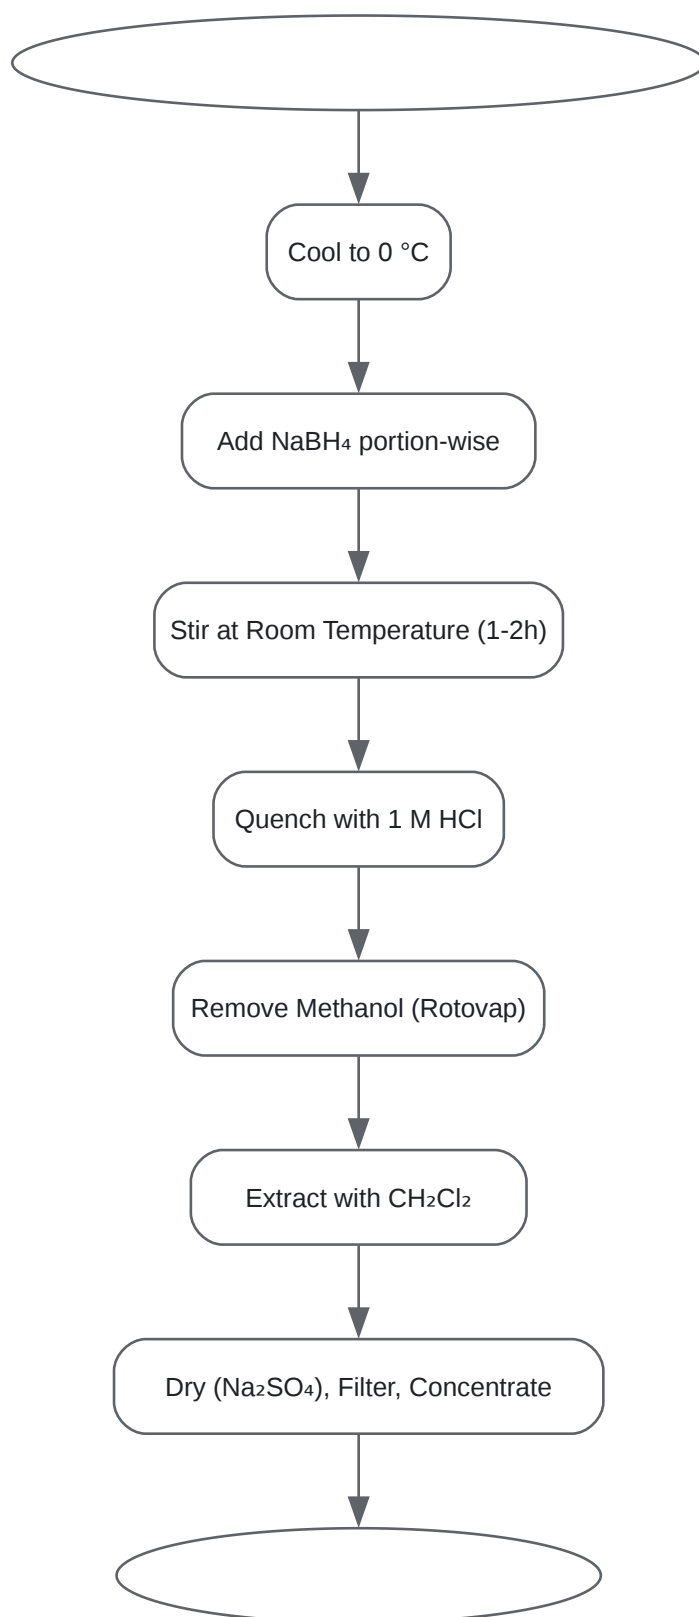 Cool to 0 °C
Add NaBH₄ portion-wise
Stir at Room Temperature (1-2h)
Quench with 1 M HCl
Remove Methanol (Rotovap)
Extract with CH₂Cl₂
Dry (Na₂SO₄), Filter, Concentrate